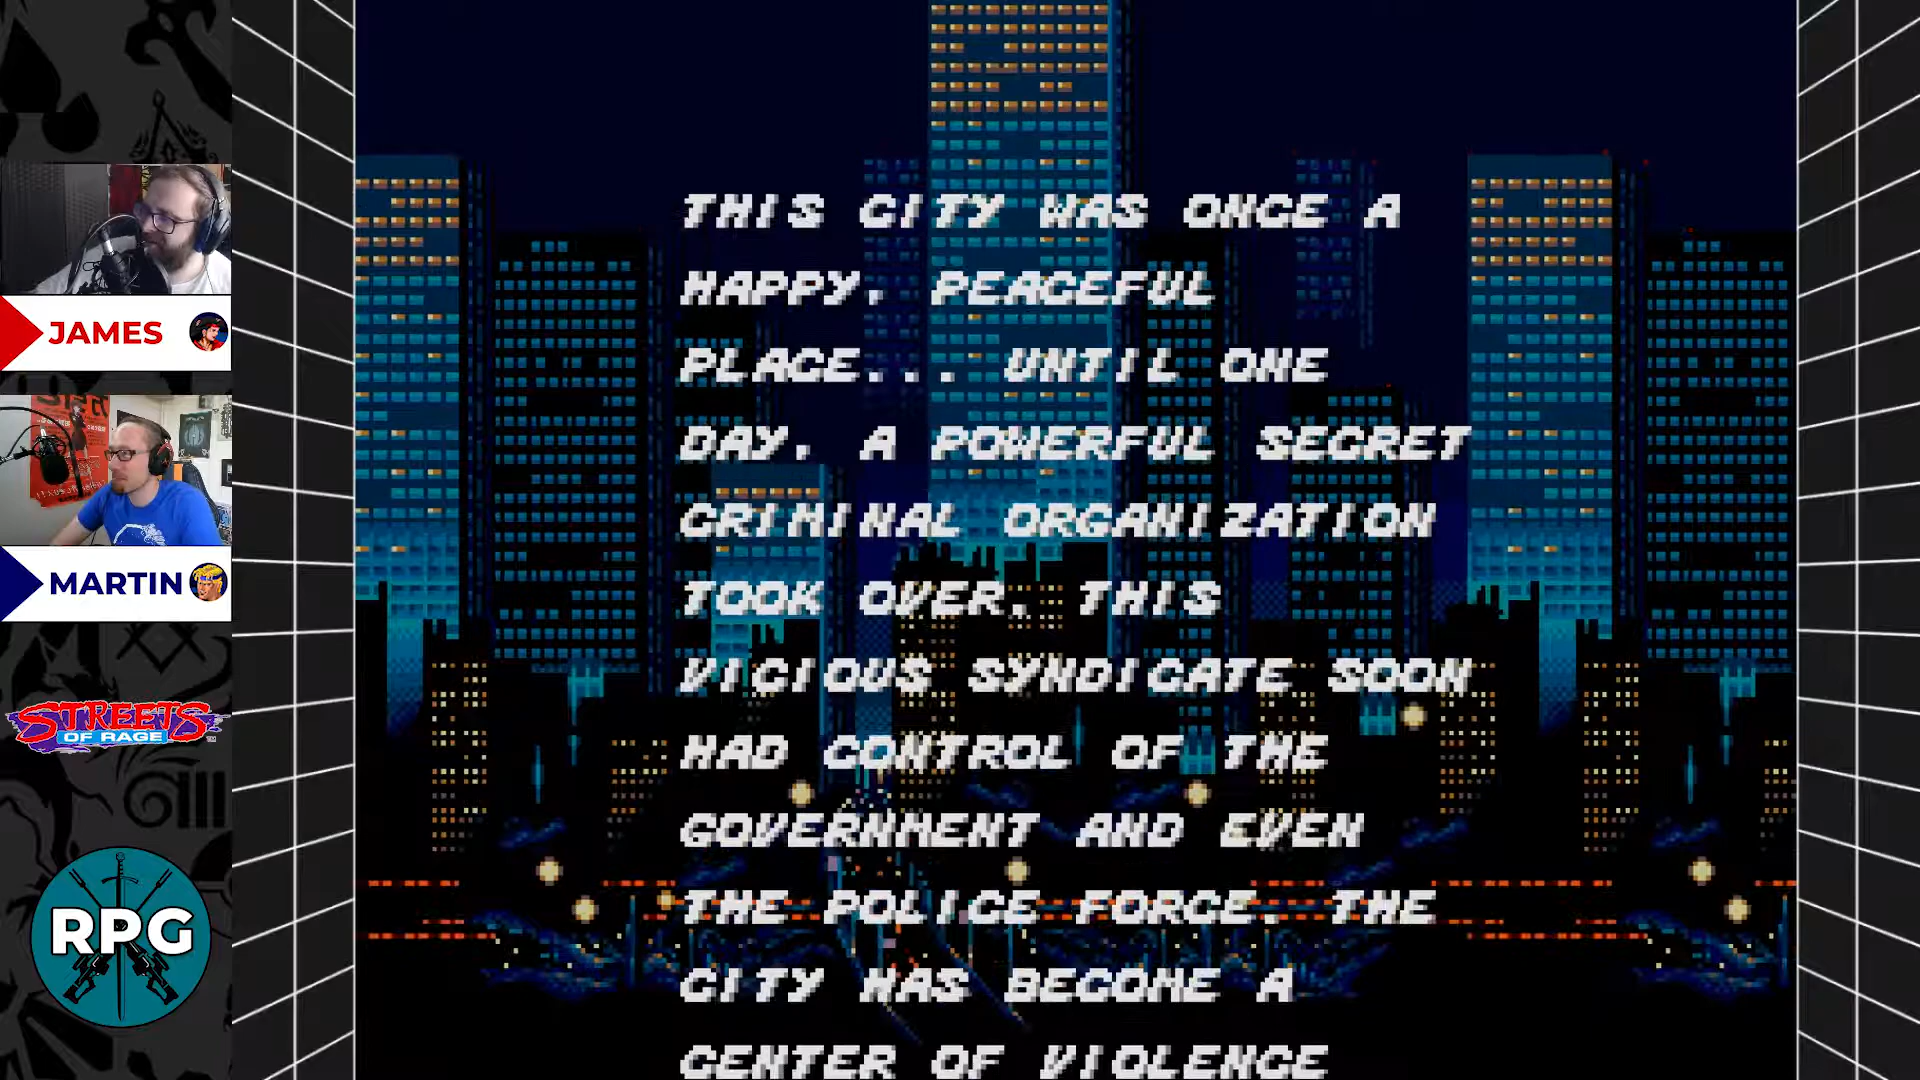 THIS CITY WAS ONCE A
HAPPY, PEACEFUL
PLACE... UNTIL ONE
DAY, A POWERFUL SECRET
CRIMINAL ORGANIZATION
TOOK OVER. THIS
VICIOUS SYNDICATE SOON
HAD CONTROL OF THE
GOVERNMENT AND EVEN
THE POLICE FORCE. THE
CITY HAS BECOME A
CENTER OF VIOLENCE
JAMES
MARTIN
STREETS
OF RAGE
RPG